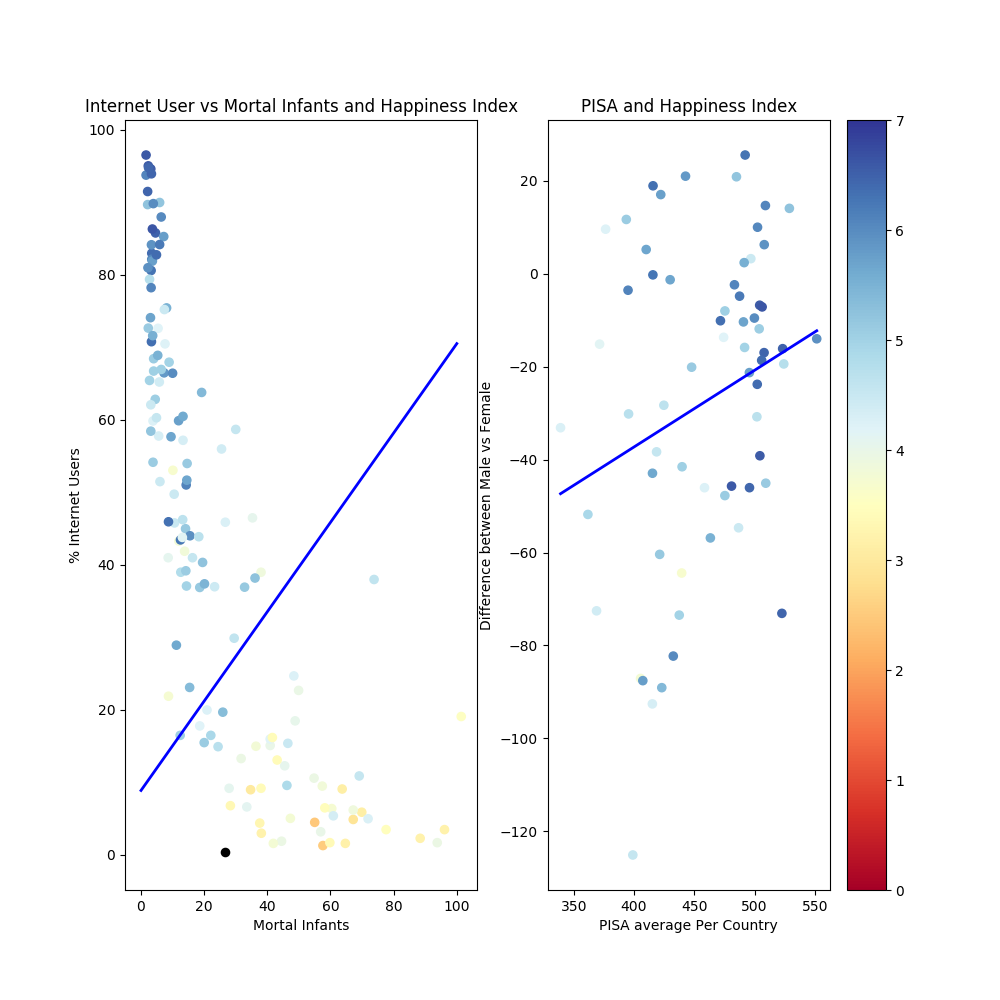 Internet User vs Mortal Infants and Happiness Index
PISA and Happiness Index
100
80
60
40
20
0
% Internet Users
0 20 40 60 80 100
Mortal Infants
20
0
−20
−40
−60
−80
−100
−120
Difference between Male vs Female
350 400 450 500 550
PISA average Per Country
7
6
5
4
3
2
1
0